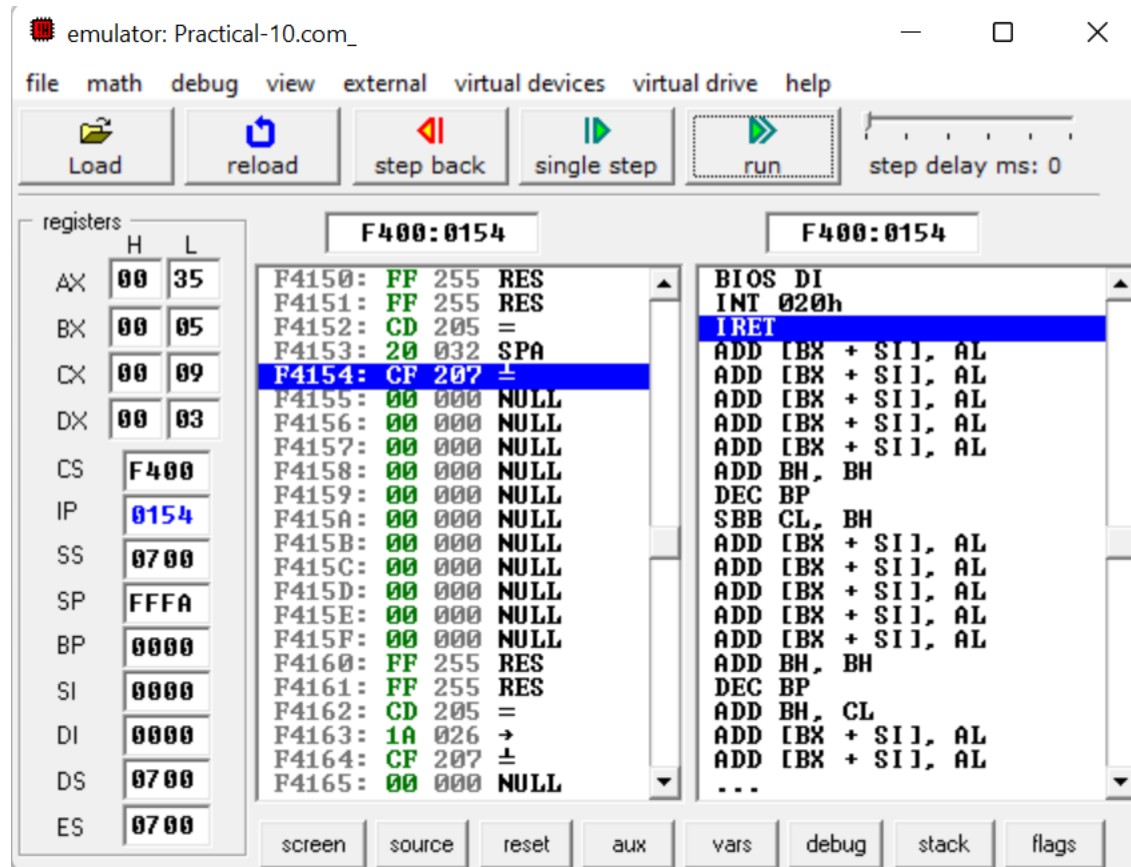 emulator: Practical-10.com_
file math debug view external virtual devices virtual drive help
Load reload step back single step run step delay ms: 0
registers
H L
F400:0154 F400:0154
AX 00 35
BX 00 05
CX 00 09
DX 00 03
CS F400
IP 0154
SS 0700
SP FFFA
BP 0000
SI 0000
DI 0000
DS 0700
ES 0700
F4150: FF 255 RES
F4151: FF 255 RES
F4152: CD 205 =
F4153: 20 032 SPA
F4154: CF 207 ╧
F4155: 00 000 NULL
F4156: 00 000 NULL
F4157: 00 000 NULL
F4158: 00 000 NULL
F4159: 00 000 NULL
F415A: 00 000 NULL
F415B: 00 000 NULL
F415C: 00 000 NULL
F415D: 00 000 NULL
F415E: 00 000 NULL
F415F: 00 000 NULL
F4160: FF 255 RES
F4161: FF 255 RES
F4162: CD 205 =
F4163: 1A 026 →
F4164: CF 207 ╧
F4165: 00 000 NULL
BIOS DI
INT 020h
IRET
ADD [BX + SI], AL
ADD [BX + SI], AL
ADD [BX + SI], AL
ADD [BX + SI], AL
ADD [BX + SI], AL
ADD BH, BH
DEC BP
SBB CL, BH
ADD [BX + SI], AL
ADD [BX + SI], AL
ADD [BX + SI], AL
ADD [BX + SI], AL
ADD [BX + SI], AL
ADD BH, BH
DEC BP
ADD BH, CL
ADD [BX + SI], AL
ADD [BX + SI], AL
...
screen source reset aux vars debug stack flags